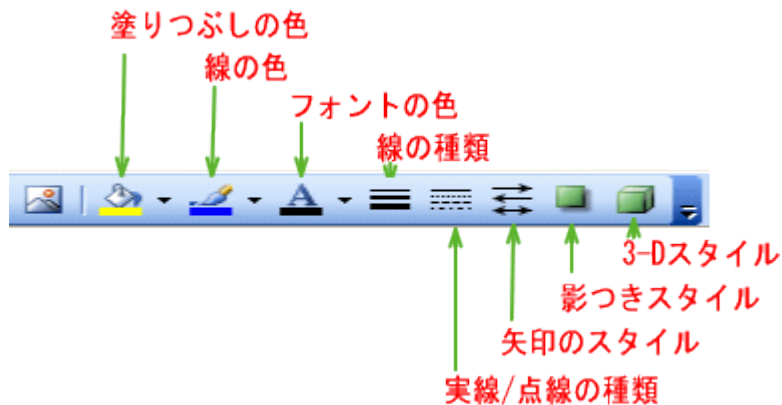 塗りつぶしの色
線の色
フォントの色
線の種類
A
3-Dスタイル
影つきスタイル
矢印のスタイル
実線/点線の種類